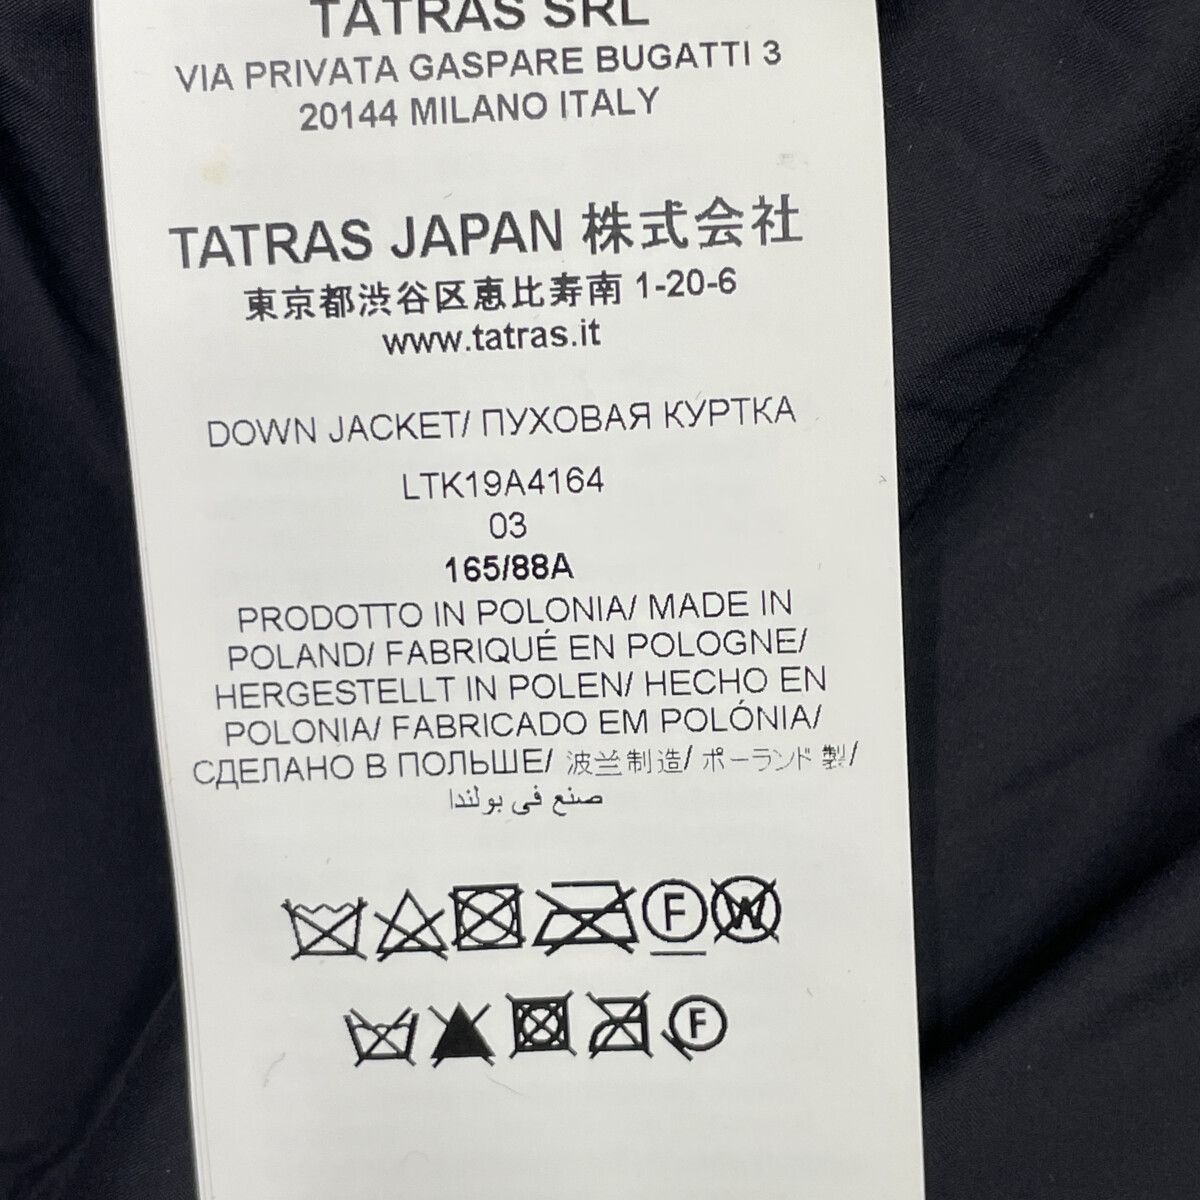 TATRAS SRL
VIA PRIVATA GASPARE BUGATTI 3
20144 MILANO ITALY
TATRAS JAPAN 株式会社
東京都渋谷区恵比寿南 1-20-6
www.tatras.it
DOWN JACKET/ ПУХОВАЯ КУРТКА
LTK19A4164
03
165/88A
PRODOTTO IN POLONIA/ MADE IN
POLAND/ FABRIQUÉ EN POLOGNE/
HERGESTELLT IN POLEN/ HECHO EN
POLONIA/ FABRICADO EM POLÓNIA/
СДЕЛАНО В ПОЛЬШЕ/ 波兰制造/ ポーランド 製/
صنع في بولندا
F W
F